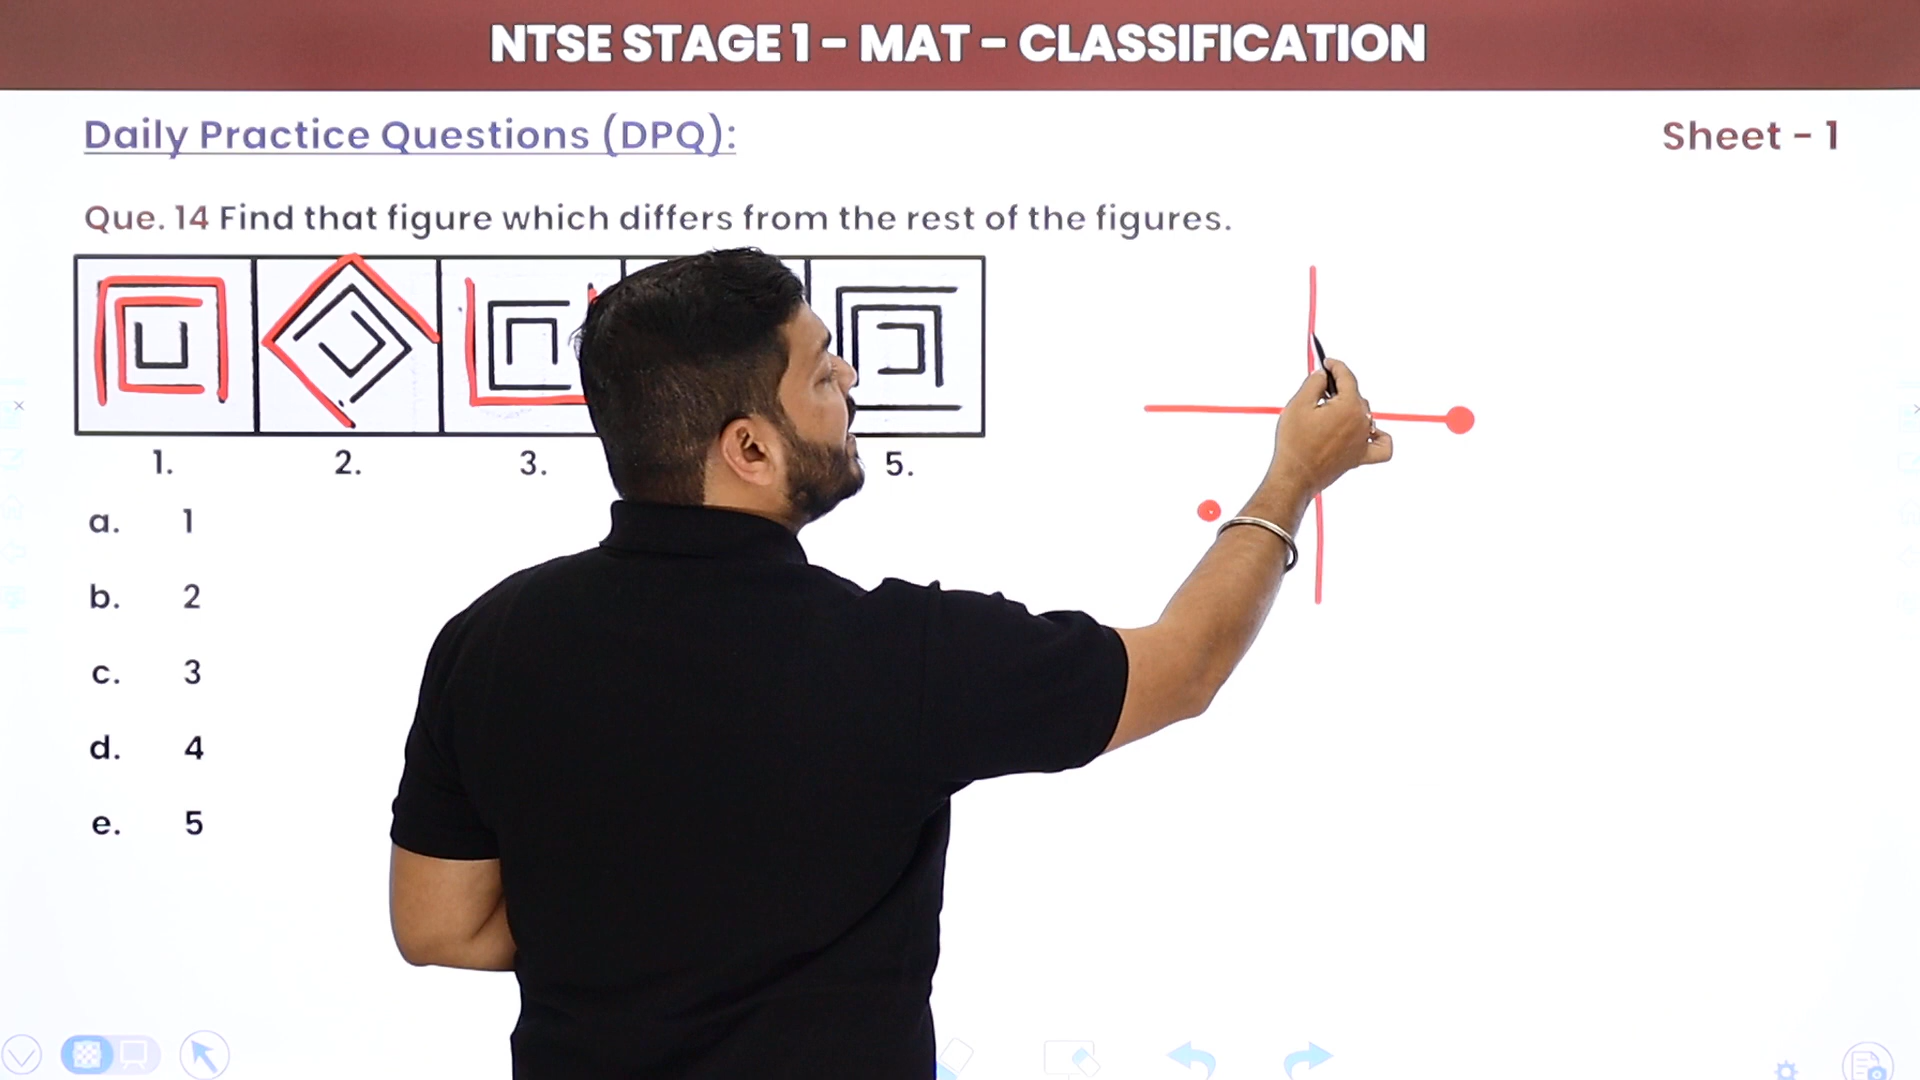 NTSE STAGE 1 - MAT - CLASSIFICATION
Daily Practice Questions (DPQ):
Sheet - 1
Que. 14 Find that figure which differs from the rest of the figures.
1. 2. 3. 5.
a. 1
b. 2
c. 3
d. 4
e. 5